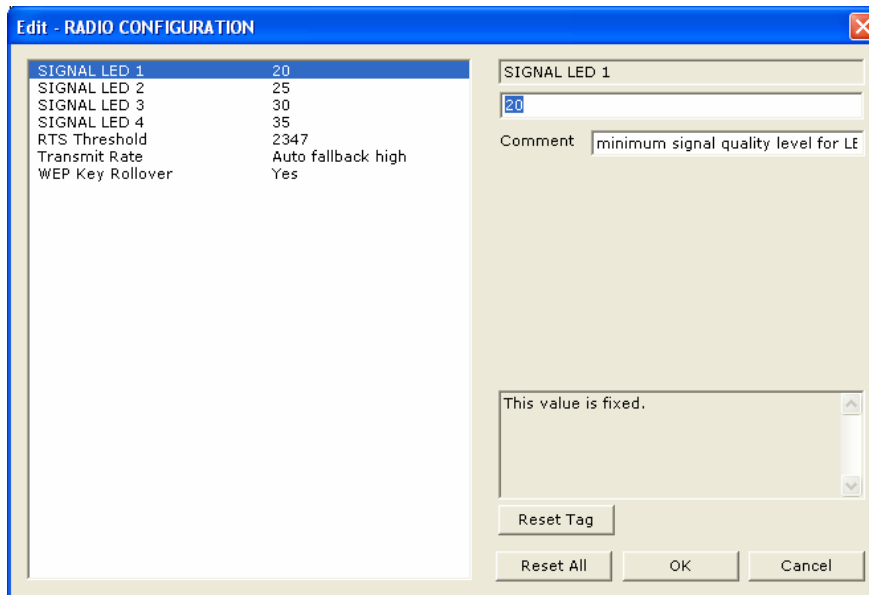 Edit - RADIO CONFIGURATION
SIGNAL LED 1 20
SIGNAL LED 2 25
SIGNAL LED 3 30
SIGNAL LED 4 35
RTS Threshold 2347
Transmit Rate Auto fallback high
WEP Key Rollover Yes
SIGNAL LED 1
20
Comment minimum signal quality level for LE
This value is fixed.
Reset Tag
Reset All OK Cancel